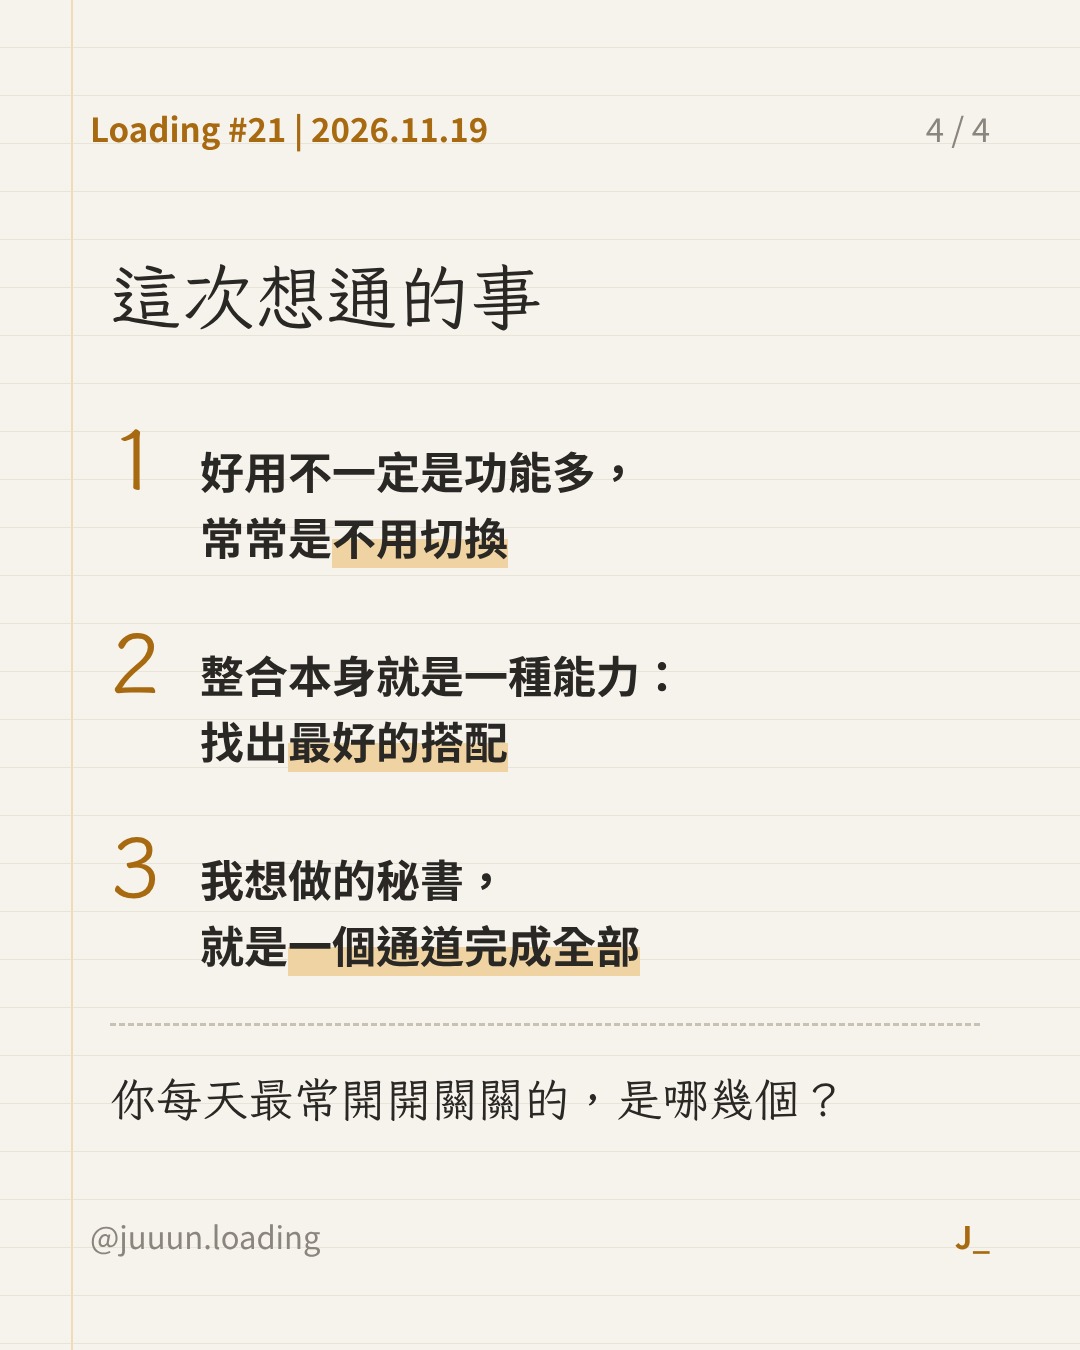 Loading #21 | 2026.11.19
4 / 4
這次想通的事
1
好用不一定是功能多，
常常是不用切換
2
整合本身就是一種能力：
找出最好的搭配
3
我想做的秘書，
就是一個通道完成全部
你每天最常開開關關的，是哪幾個？
@juuun.loading
J_